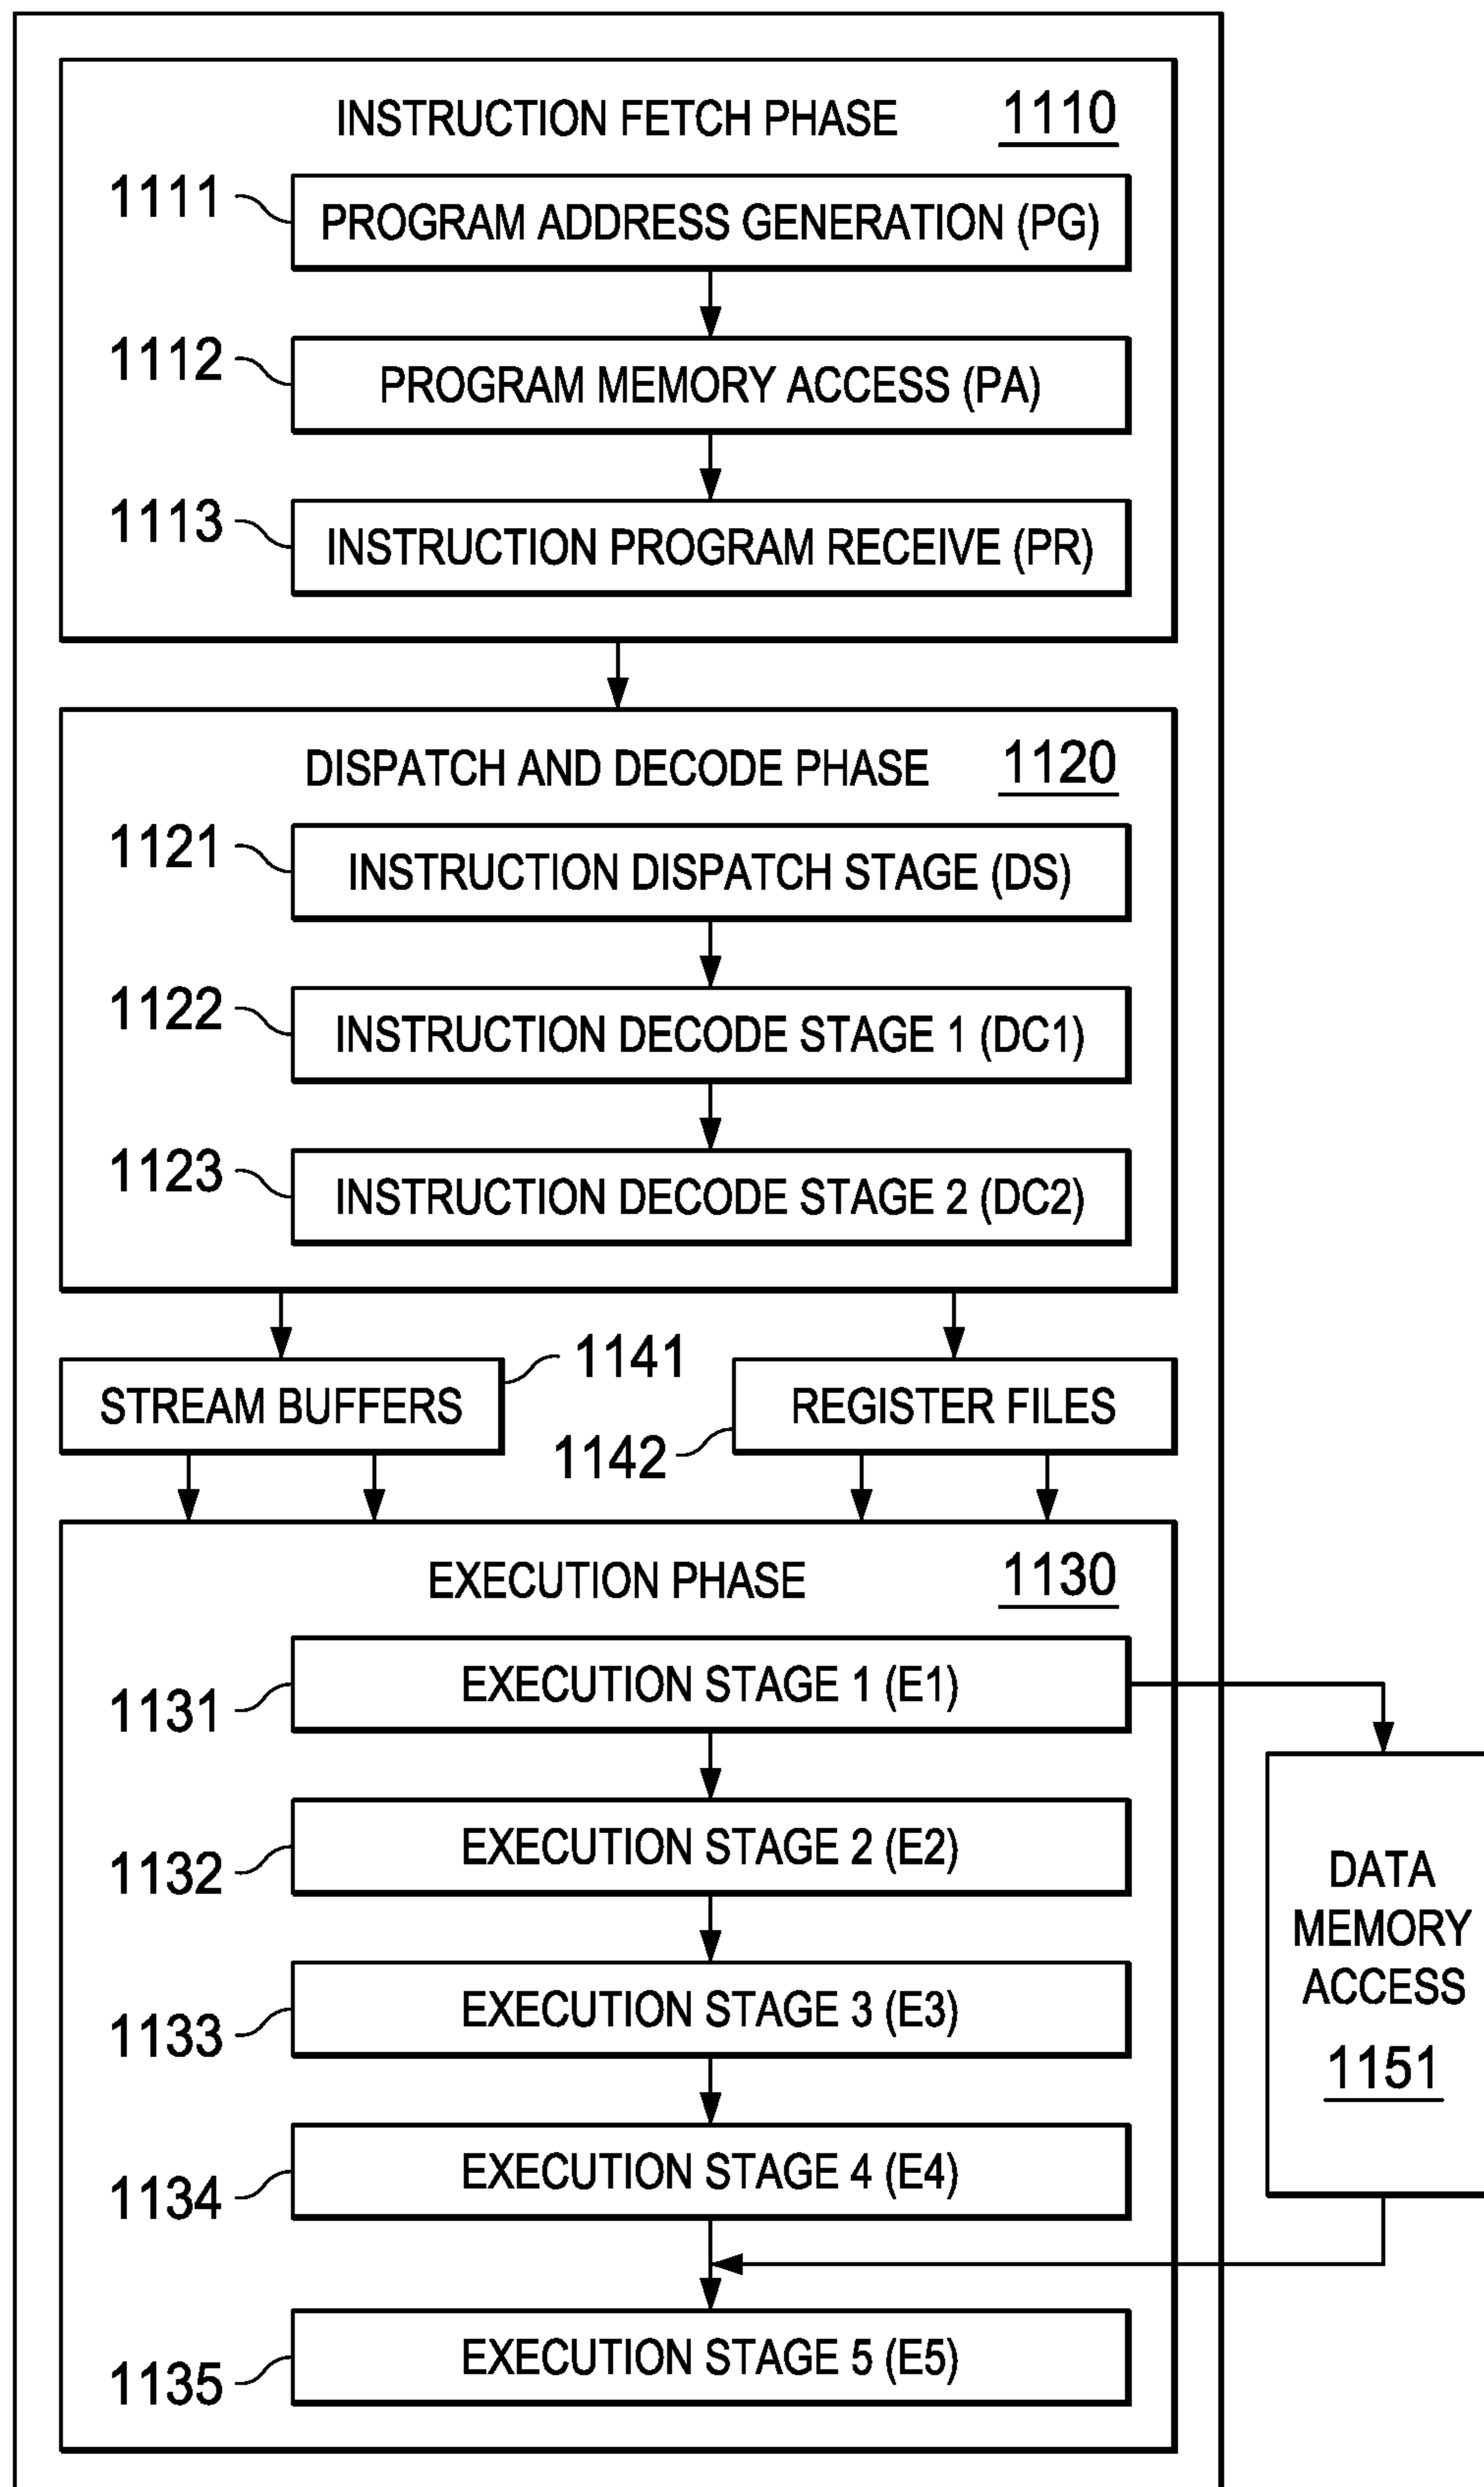 INSTRUCTION FETCH PHASE 1110
1111 PROGRAM ADDRESS GENERATION (PG)
1112 PROGRAM MEMORY ACCESS (PA)
1113 INSTRUCTION PROGRAM RECEIVE (PR)
DISPATCH AND DECODE PHASE 1120
1121 INSTRUCTION DISPATCH STAGE (DS)
1122 INSTRUCTION DECODE STAGE 1 (DC1)
1123 INSTRUCTION DECODE STAGE 2 (DC2)
STREAM BUFFERS 1141
1142 REGISTER FILES
EXECUTION PHASE 1130
1131 EXECUTION STAGE 1 (E1)
1132 EXECUTION STAGE 2 (E2)
1133 EXECUTION STAGE 3 (E3)
1134 EXECUTION STAGE 4 (E4)
1135 EXECUTION STAGE 5 (E5)
DATA
MEMORY
ACCESS
1151